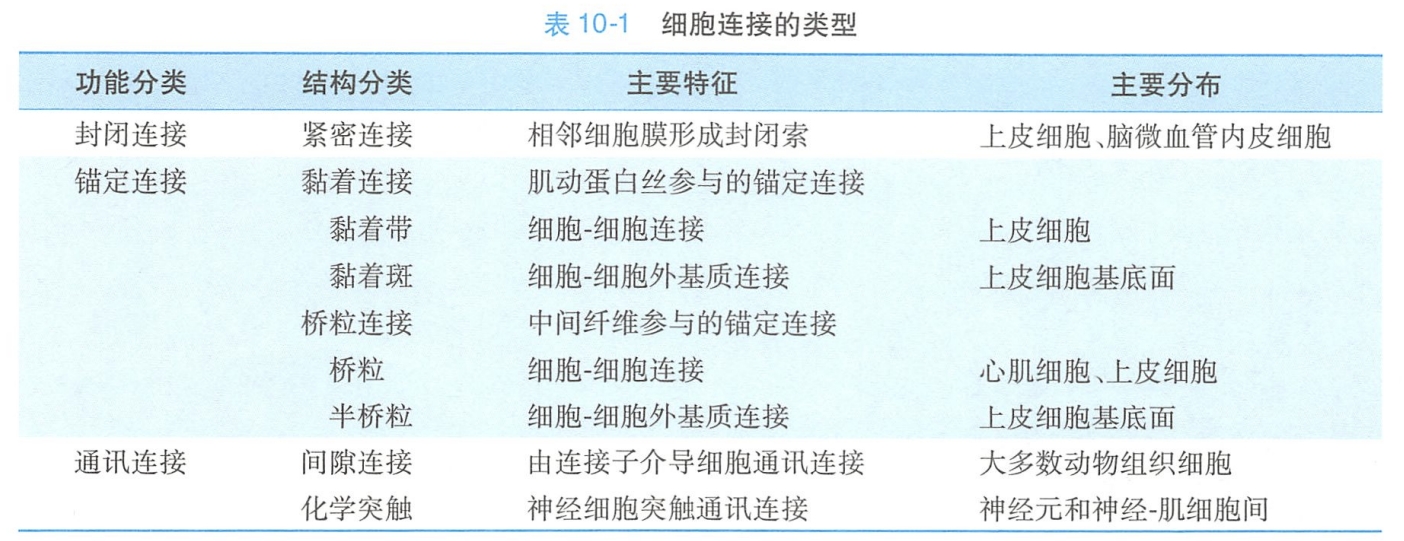 表 10-1 细胞连接的类型
功能分类 结构分类 主要特征 主要分布
封闭连接 紧密连接 相邻细胞膜形成封闭索 上皮细胞、脑微血管内皮细胞
锚定连接 黏着连接 肌动蛋白丝参与的锚定连接
黏着带 细胞-细胞连接 上皮细胞
黏着斑 细胞-细胞外基质连接 上皮细胞基底面
桥粒连接 中间纤维参与的锚定连接
桥粒 细胞-细胞连接 心肌细胞、上皮细胞
半桥粒 细胞-细胞外基质连接 上皮细胞基底面
通讯连接 间隙连接 由连接子介导细胞通讯连接 大多数动物组织细胞
化学突触 神经细胞突触通讯连接 神经元和神经-肌细胞间